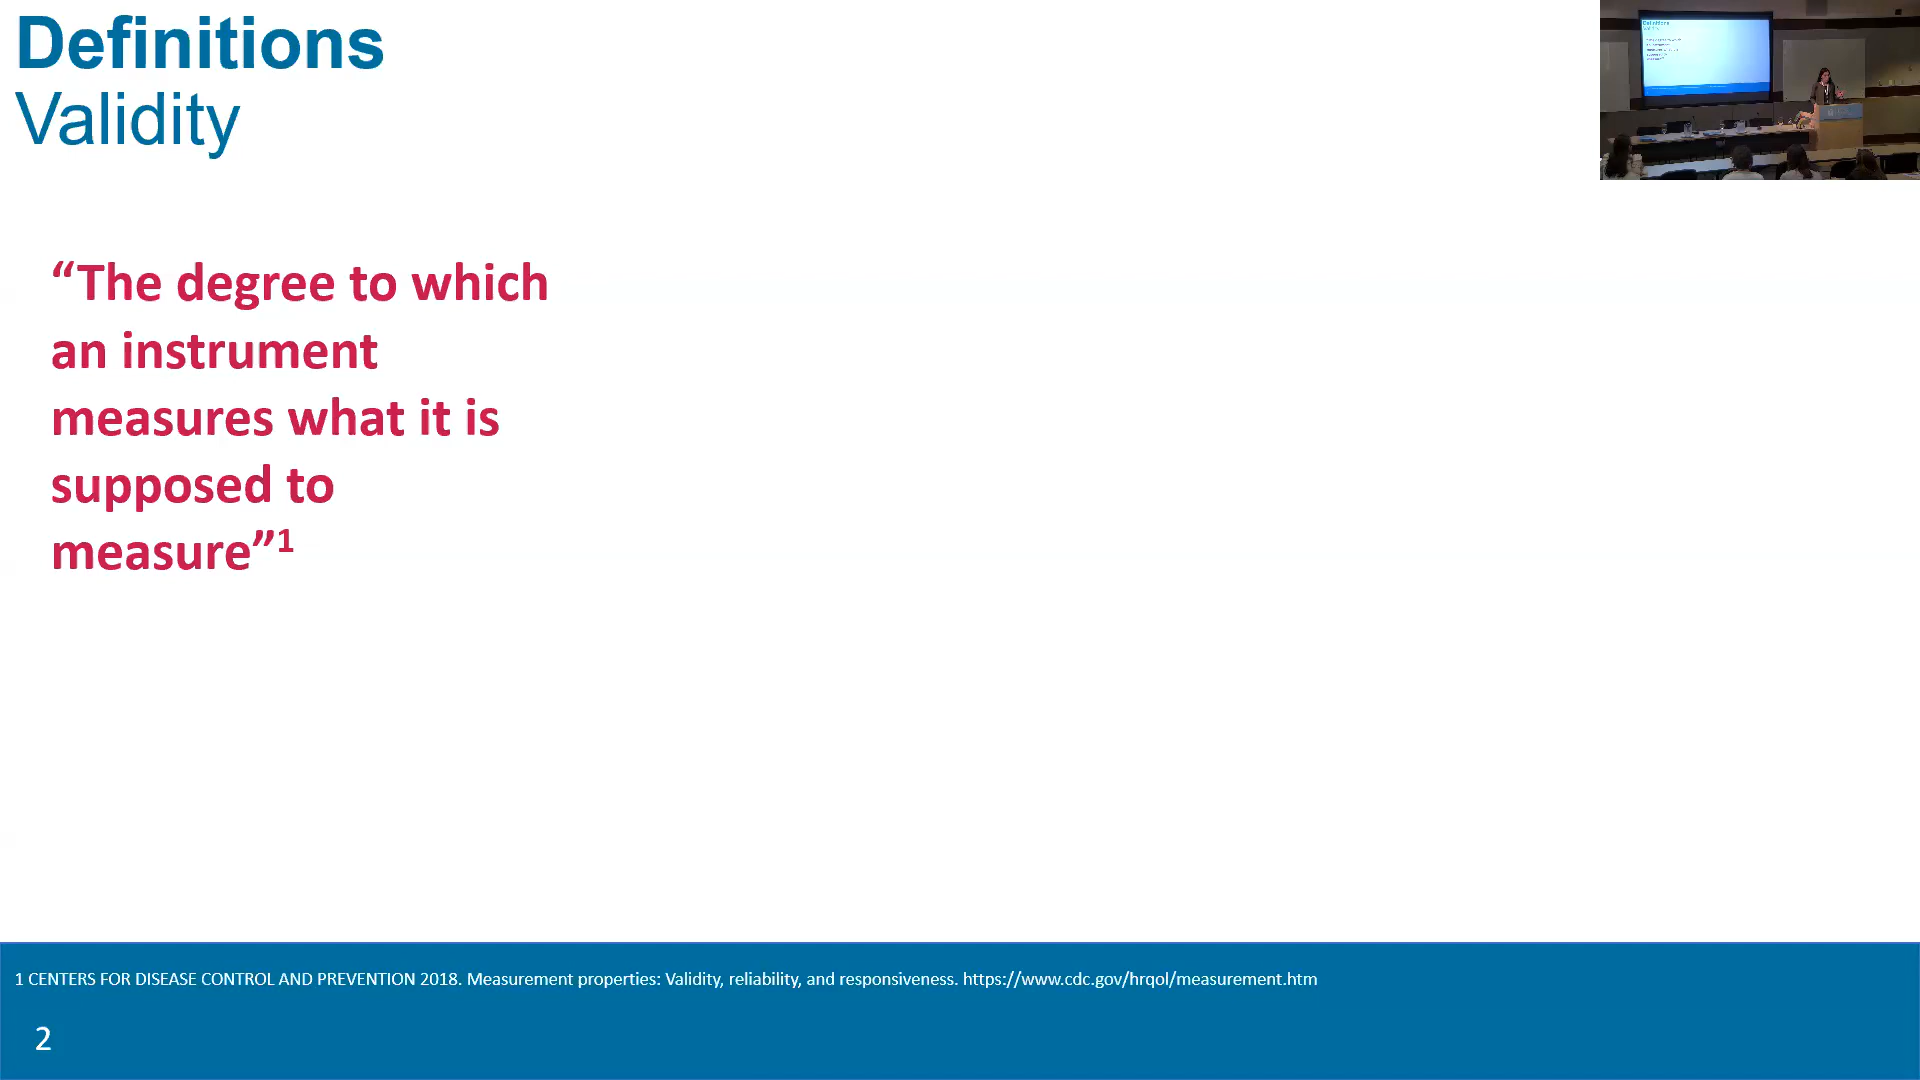 Definitions
Validity
“The degree to which
an instrument
measures what it is
supposed to
measure”1
1 CENTERS FOR DISEASE CONTROL AND PREVENTION 2018. Measurement properties: Validity, reliability, and responsiveness. https://www.cdc.gov/hrqol/measurement.htm
2